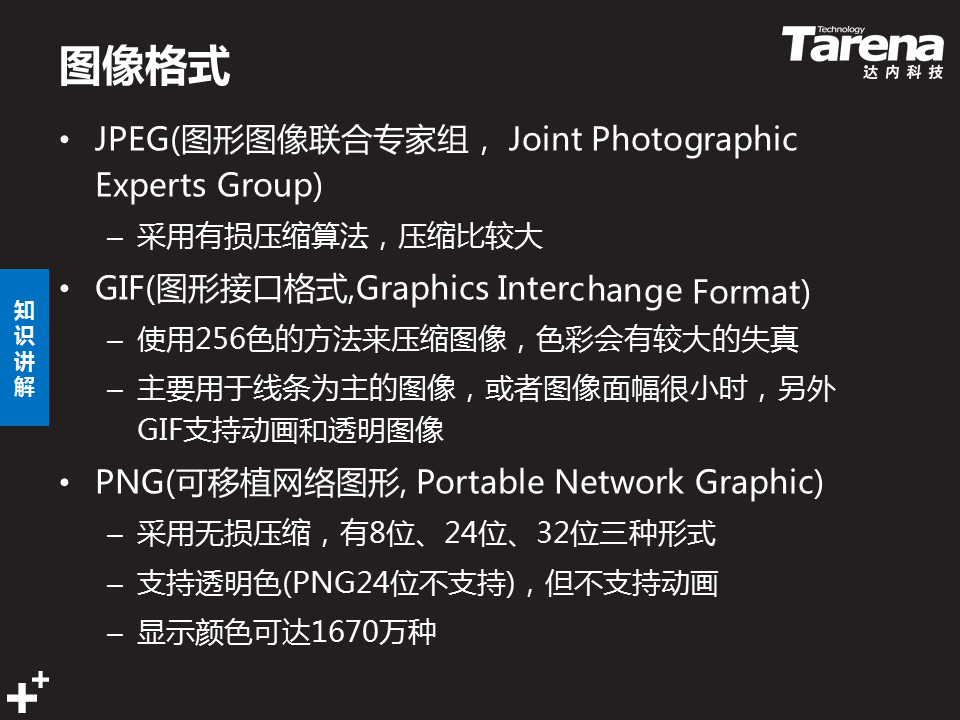 图像格式
Technology
Tarena
达内科技
• JPEG(图形图像联合专家组， Joint Photographic
Experts Group)
– 采用有损压缩算法，压缩比较大
• GIF(图形接口格式,Graphics Interchange Format)
– 使用256色的方法来压缩图像，色彩会有较大的失真
– 主要用于线条为主的图像，或者图像面幅很小时，另外
GIF支持动画和透明图像
• PNG(可移植网络图形, Portable Network Graphic)
– 采用无损压缩，有8位、24位、32位三种形式
– 支持透明色(PNG24位不支持)，但不支持动画
– 显示颜色可达1670万种
知
识
讲
解